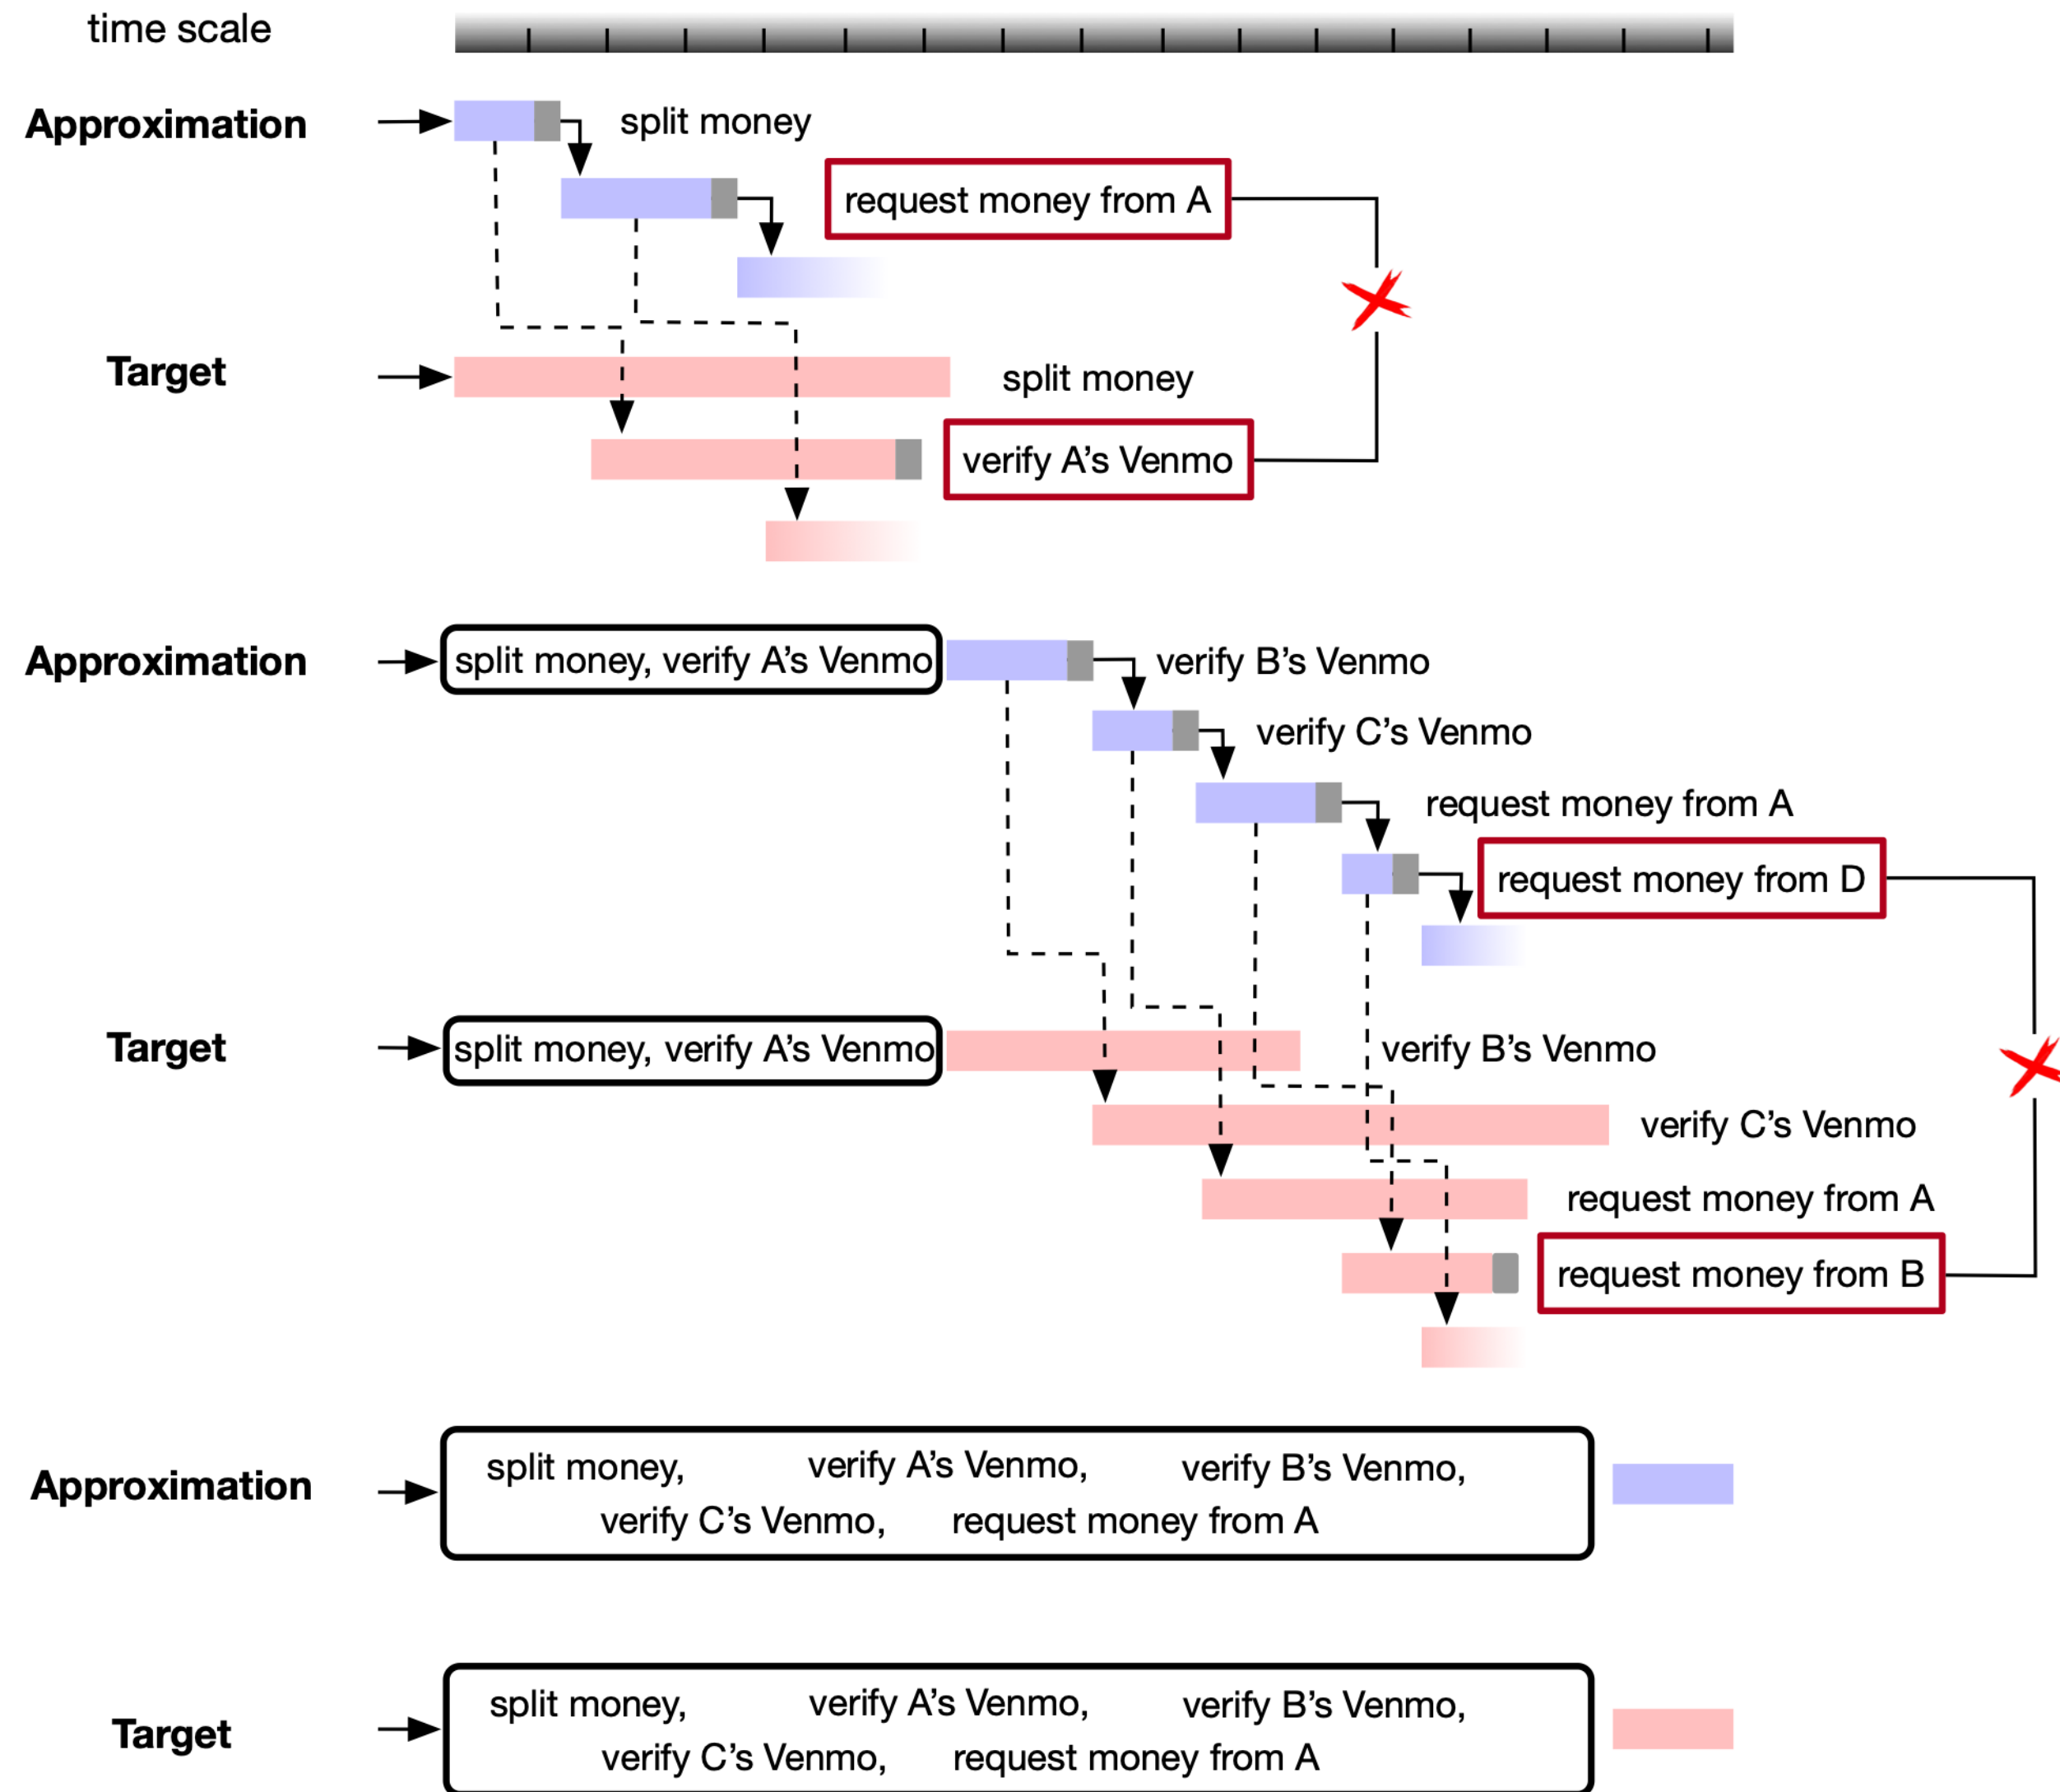 time scale
Approximation
split money
request money from A
Target
split money
verify A's Venmo
Approximation
split money, verify A's Venmo
verify B's Venmo
verify C's Venmo
request money from A
request money from D
Target
split money, verify A's Venmo
verify B's Venmo
verify C's Venmo
request money from A
request money from B
Approximation
split money, verify A's Venmo, verify B's Venmo,
verify C's Venmo, request money from A
Target
split money, verify A's Venmo, verify B's Venmo,
verify C's Venmo, request money from A